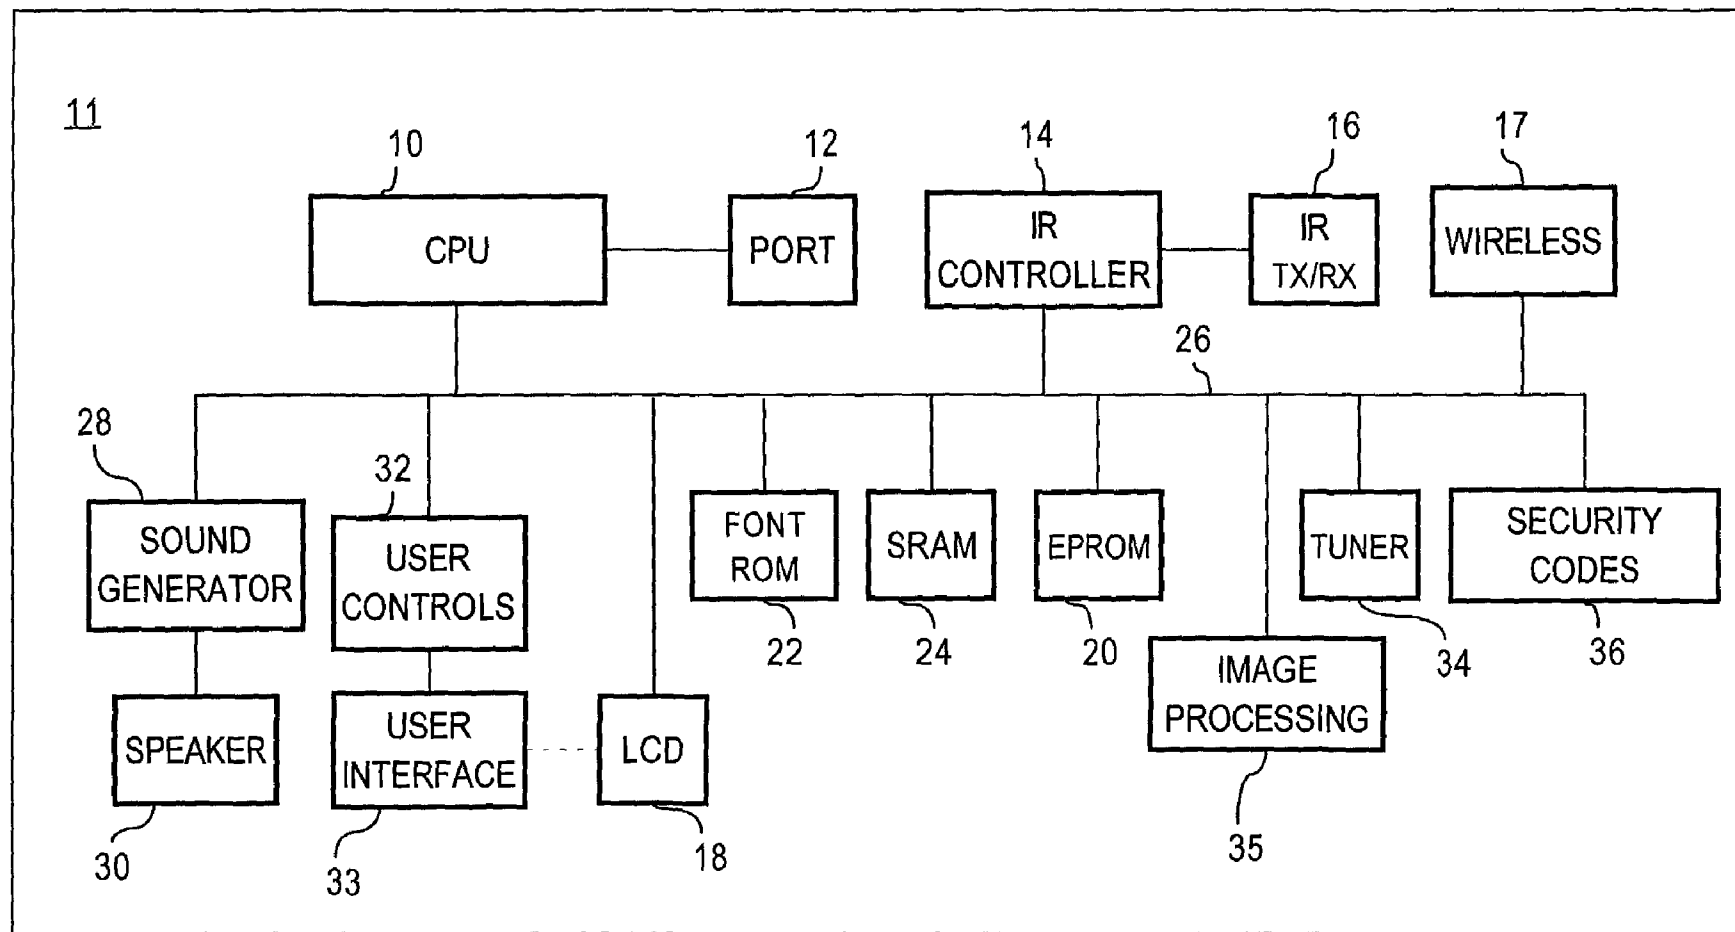 11
10
12
14
16
17
CPU
PORT
IR
CONTROLLER
IR
TX/RX
WIRELESS
26
28
32
SOUND
GENERATOR
USER
CONTROLS
FONT
ROM
SRAM
EPROM
TUNER
SECURITY
CODES
22
24
20
34
36
SPEAKER
USER
INTERFACE
LCD
IMAGE
PROCESSING
30
33
18
35